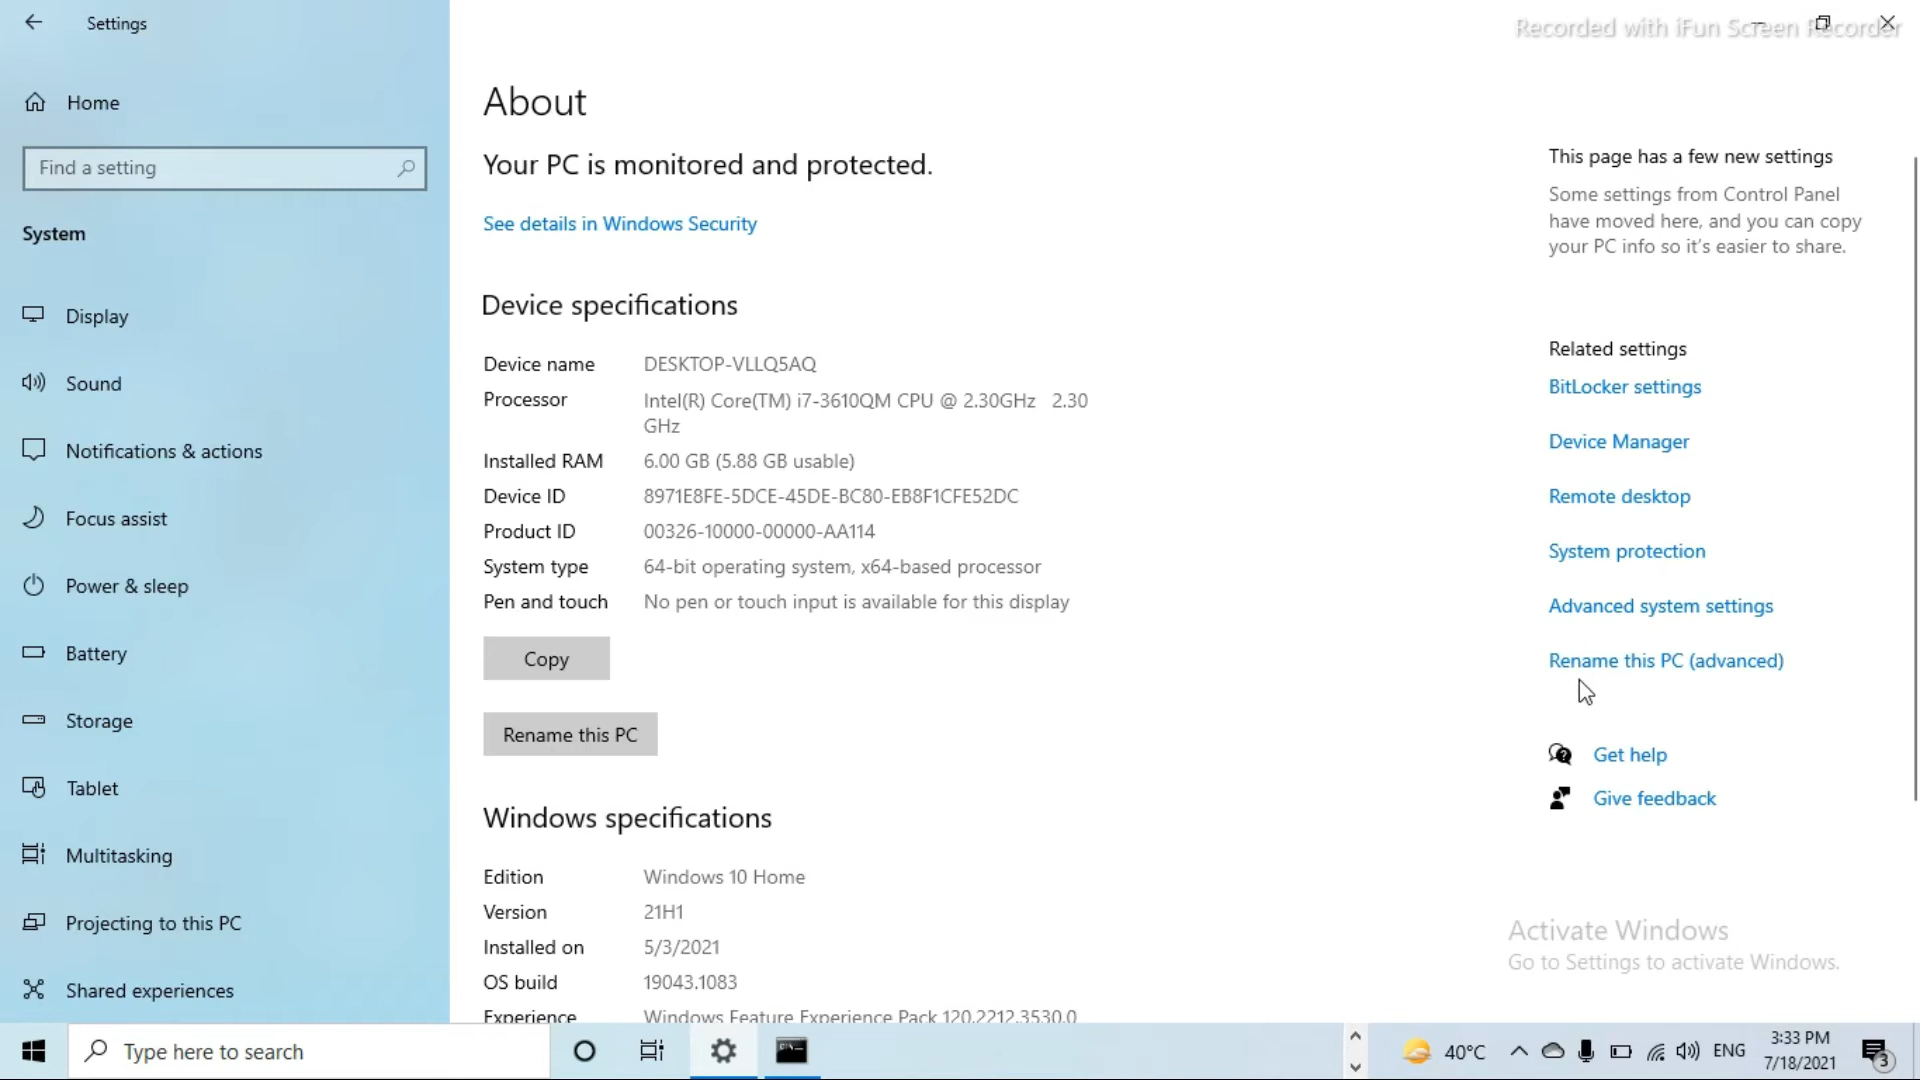 Settings
Recorded with iFun Screen Recorder
Home
Find a setting
System
Display
Sound
Notifications & actions
Focus assist
Power & sleep
Battery
Storage
Tablet
Multitasking
Projecting to this PC
Shared experiences
About
Your PC is monitored and protected.
See details in Windows Security
Device specifications
Device name DESKTOP-VLLQ5AQ
Processor Intel(R) Core(TM) i7-3610QM CPU @ 2.30GHz 2.30
GHz
Installed RAM 6.00 GB (5.88 GB usable)
Device ID 8971E8FE-5DCE-45DE-BC80-EB8F1CFE52DC
Product ID 00326-10000-00000-AA114
System type 64-bit operating system, x64-based processor
Pen and touch No pen or touch input is available for this display
Copy
Rename this PC
Windows specifications
Edition Windows 10 Home
Version 21H1
Installed on 5/3/2021
OS build 19043.1083
Experience Windows Feature Experience Pack 120.2212.3530.0
This page has a few new settings
Some settings from Control Panel
have moved here, and you can copy
your PC info so it's easier to share.
Related settings
BitLocker settings
Device Manager
Remote desktop
System protection
Advanced system settings
Rename this PC (advanced)
Get help
Give feedback
Activate Windows
Go to Settings to activate Windows.
Type here to search
40°C
ENG
3:33 PM
7/18/2021
3